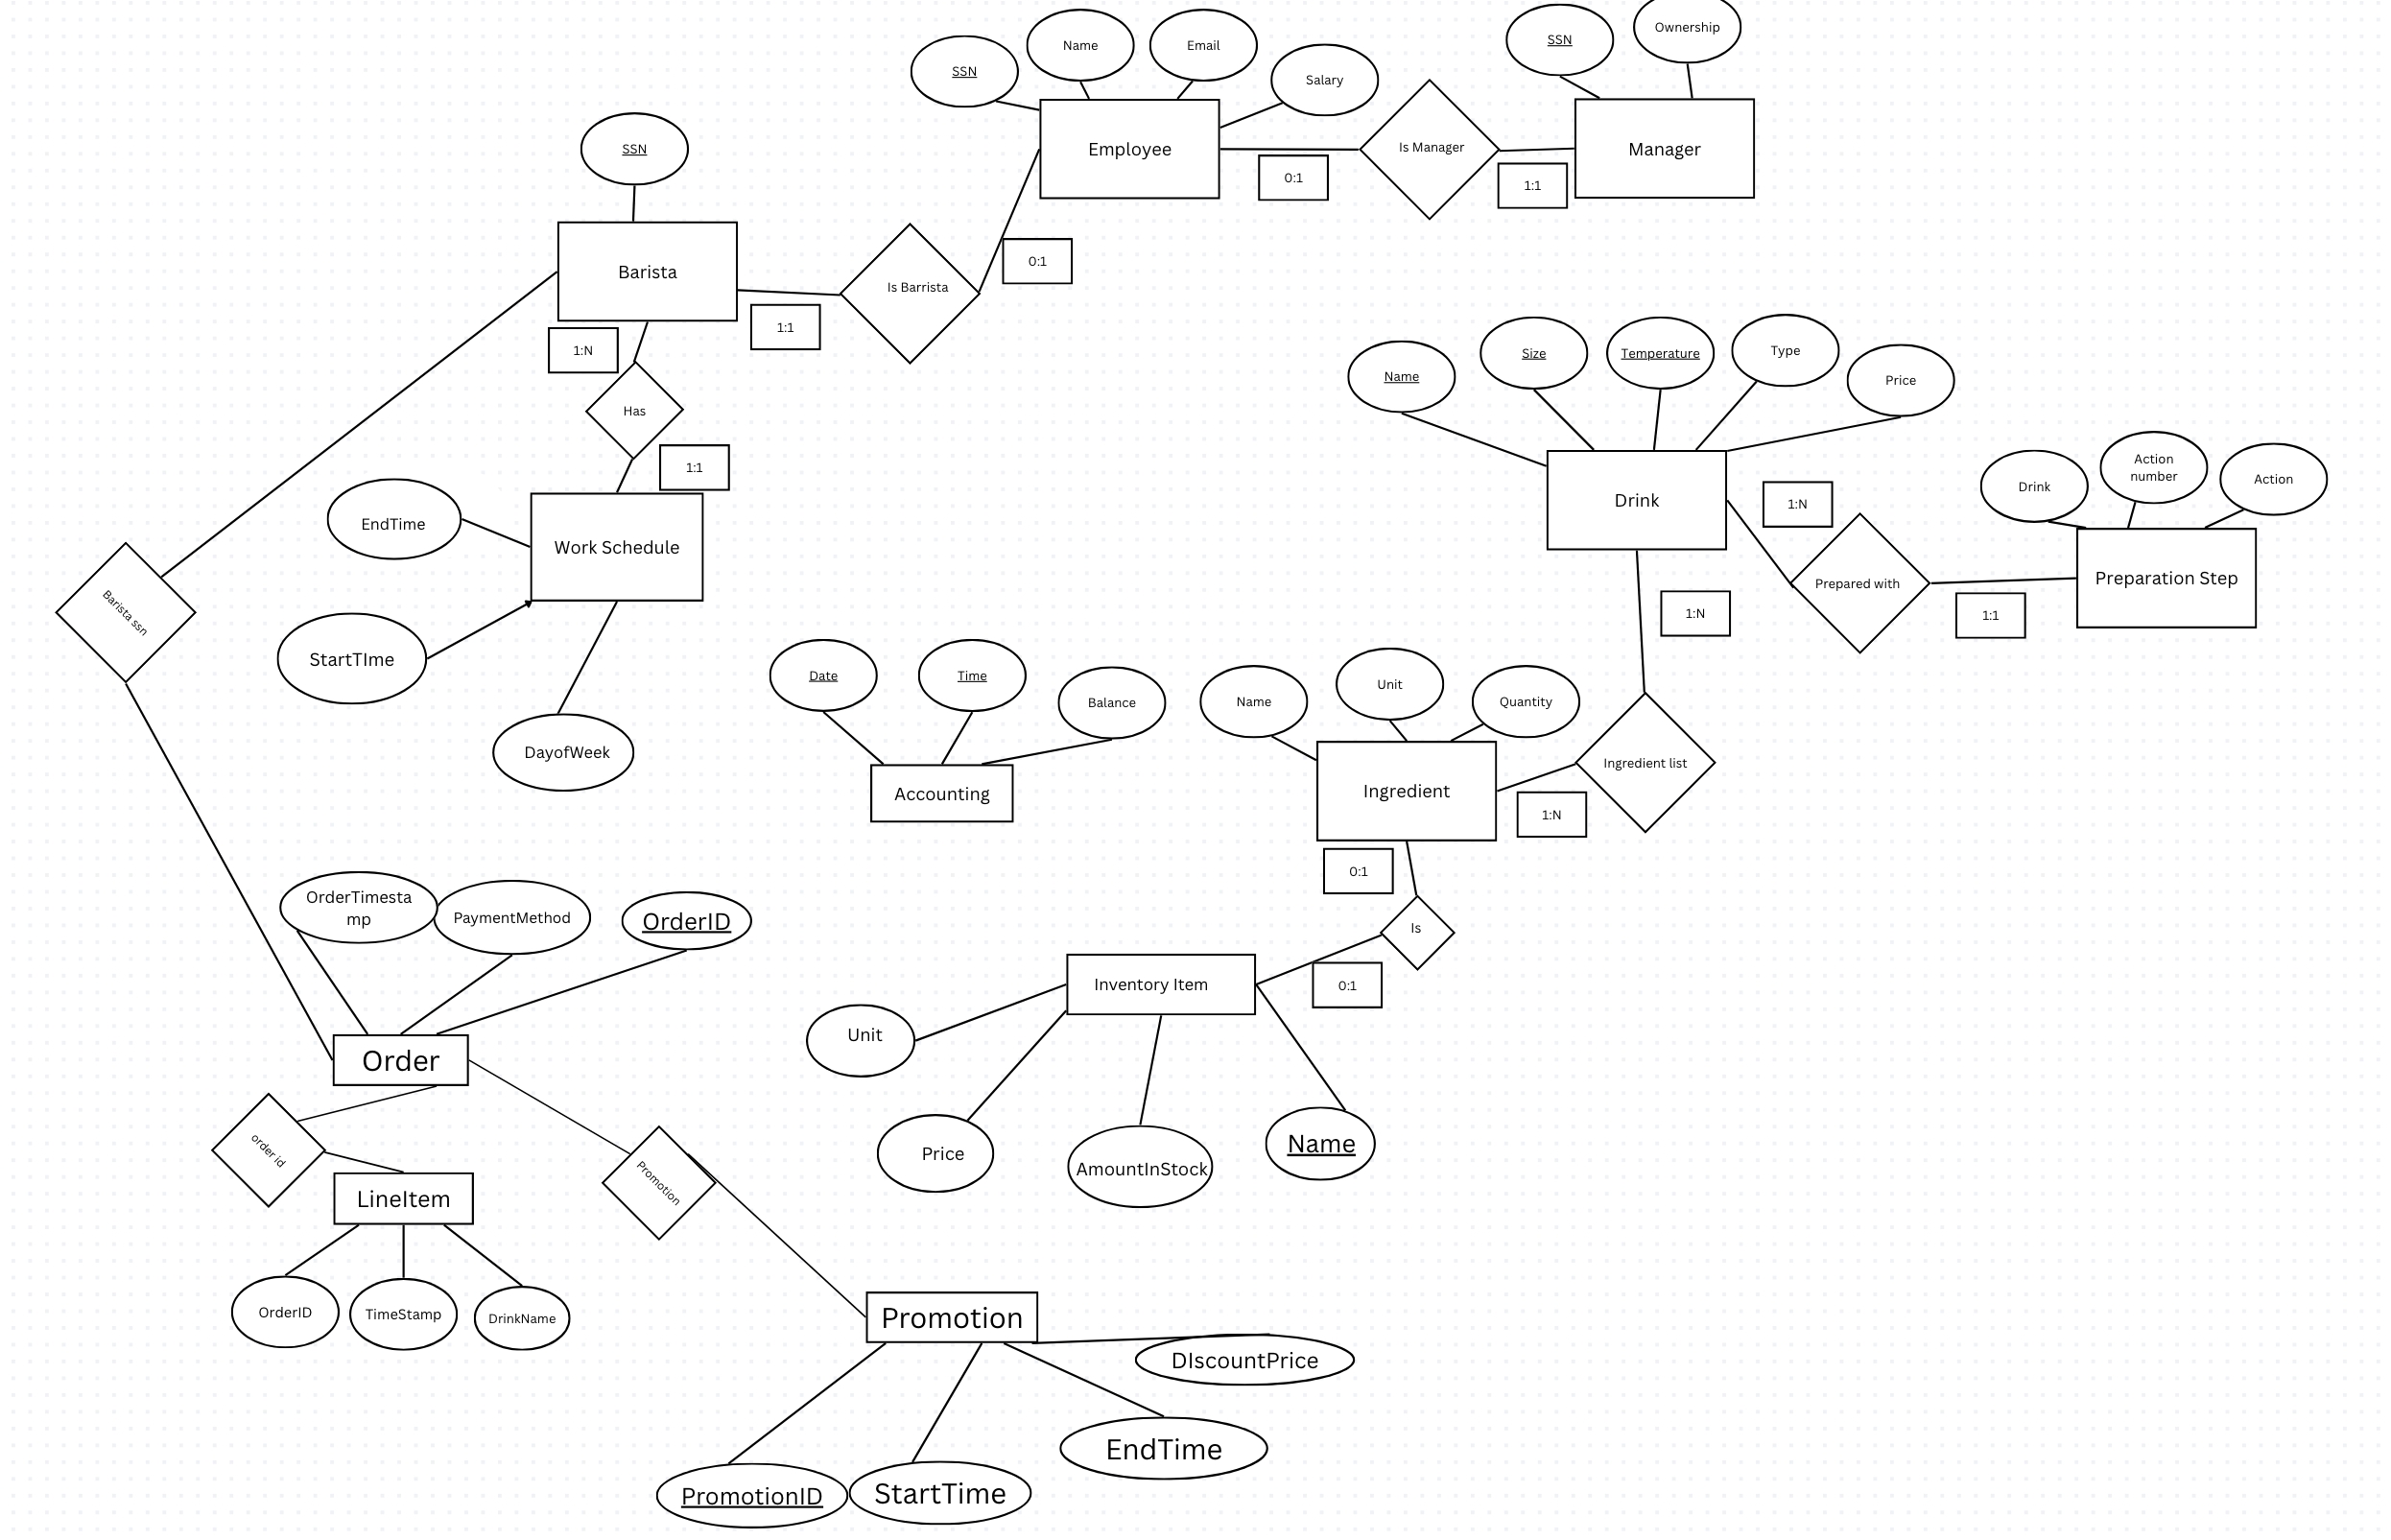 Ownership
SSN
Name
Email
SSN
Salary
Employee
Is Manager
Manager
0:1
1:1
SSN
Barista
Is Barrista
0:1
1:1
1:N
Has
1:1
EndTime
Work Schedule
StartTIme
DayofWeek
Barista ssn
Name
Size
Temperature
Type
Price
Drink
1:N
Drink
Action
number
Action
Prepared with
Preparation Step
1:1
1:N
Date
Time
Balance
Accounting
Name
Unit
Quantity
Ingredient
Ingredient list
1:N
0:1
Is
0:1
Inventory Item
Unit
Price
AmountInStock
Name
OrderTimesta
mp
PaymentMethod
OrderID
Order
order id
LineItem
OrderID
TimeStamp
DrinkName
Promotion
Promotion
DIscountPrice
EndTime
PromotionID
StartTime